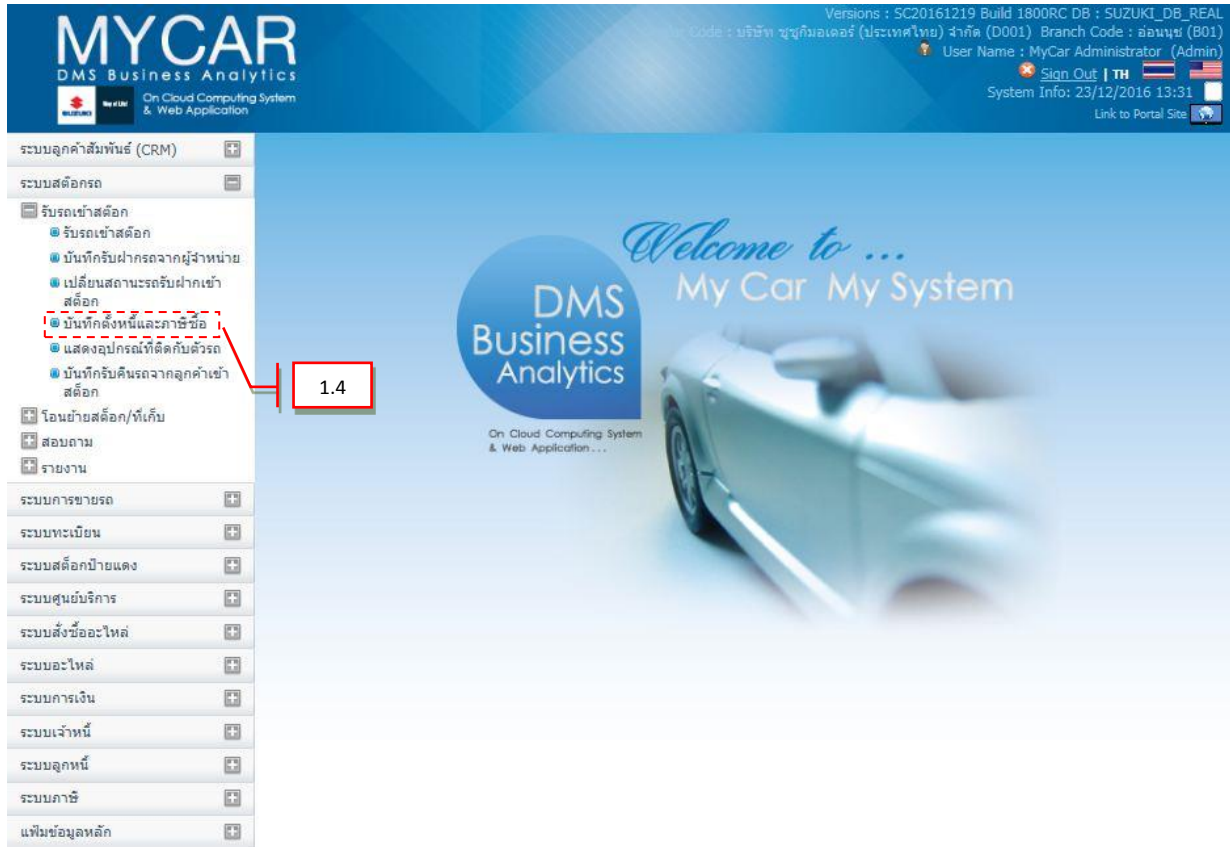 MYCAR
DMS Business Analytics
SUZUKI
Way of Life!
On Cloud Computing System
& Web Application
Versions : SC20161219 Build 1800RC DB : SUZUKI_DB_REAL
Code : บริษัท ซูซูกิมอเตอร์ (ประเทศไทย) จำกัด (D001) Branch Code : อ่อนนุช (B01)
User Name : MyCar Administrator (Admin)
Sign Out | TH
System Info: 23/12/2016 13:31
Link to Portal Site
ระบบลูกค้าสัมพันธ์ (CRM)
ระบบสต๊อกรถ
รับรถเข้าสต๊อก
รับรถเข้าสต๊อก
บันทึกรับฝากรถจากผู้จำหน่าย
เปลี่ยนสถานะรถรับฝากเข้า
สต๊อก
บันทึกตั้งหนี้และภาษีซื้อ
แสดงอุปกรณ์ที่ติดกับตัวรถ
บันทึกรับคืนรถจากลูกค้าเข้า
สต๊อก
โอนย้ายสต๊อก/ที่เก็บ
สอบถาม
รายงาน
ระบบการขายรถ
ระบบทะเบียน
ระบบสต๊อกป้ายแดง
ระบบศูนย์บริการ
ระบบสั่งซื้ออะไหล่
ระบบอะไหล่
ระบบการเงิน
ระบบเจ้าหนี้
ระบบลูกหนี้
ระบบภาษี
แฟ้มข้อมูลหลัก
1.4
Welcome to ...
My Car My System
DMS
Business
Analytics
On Cloud Computing System
& Web Application...